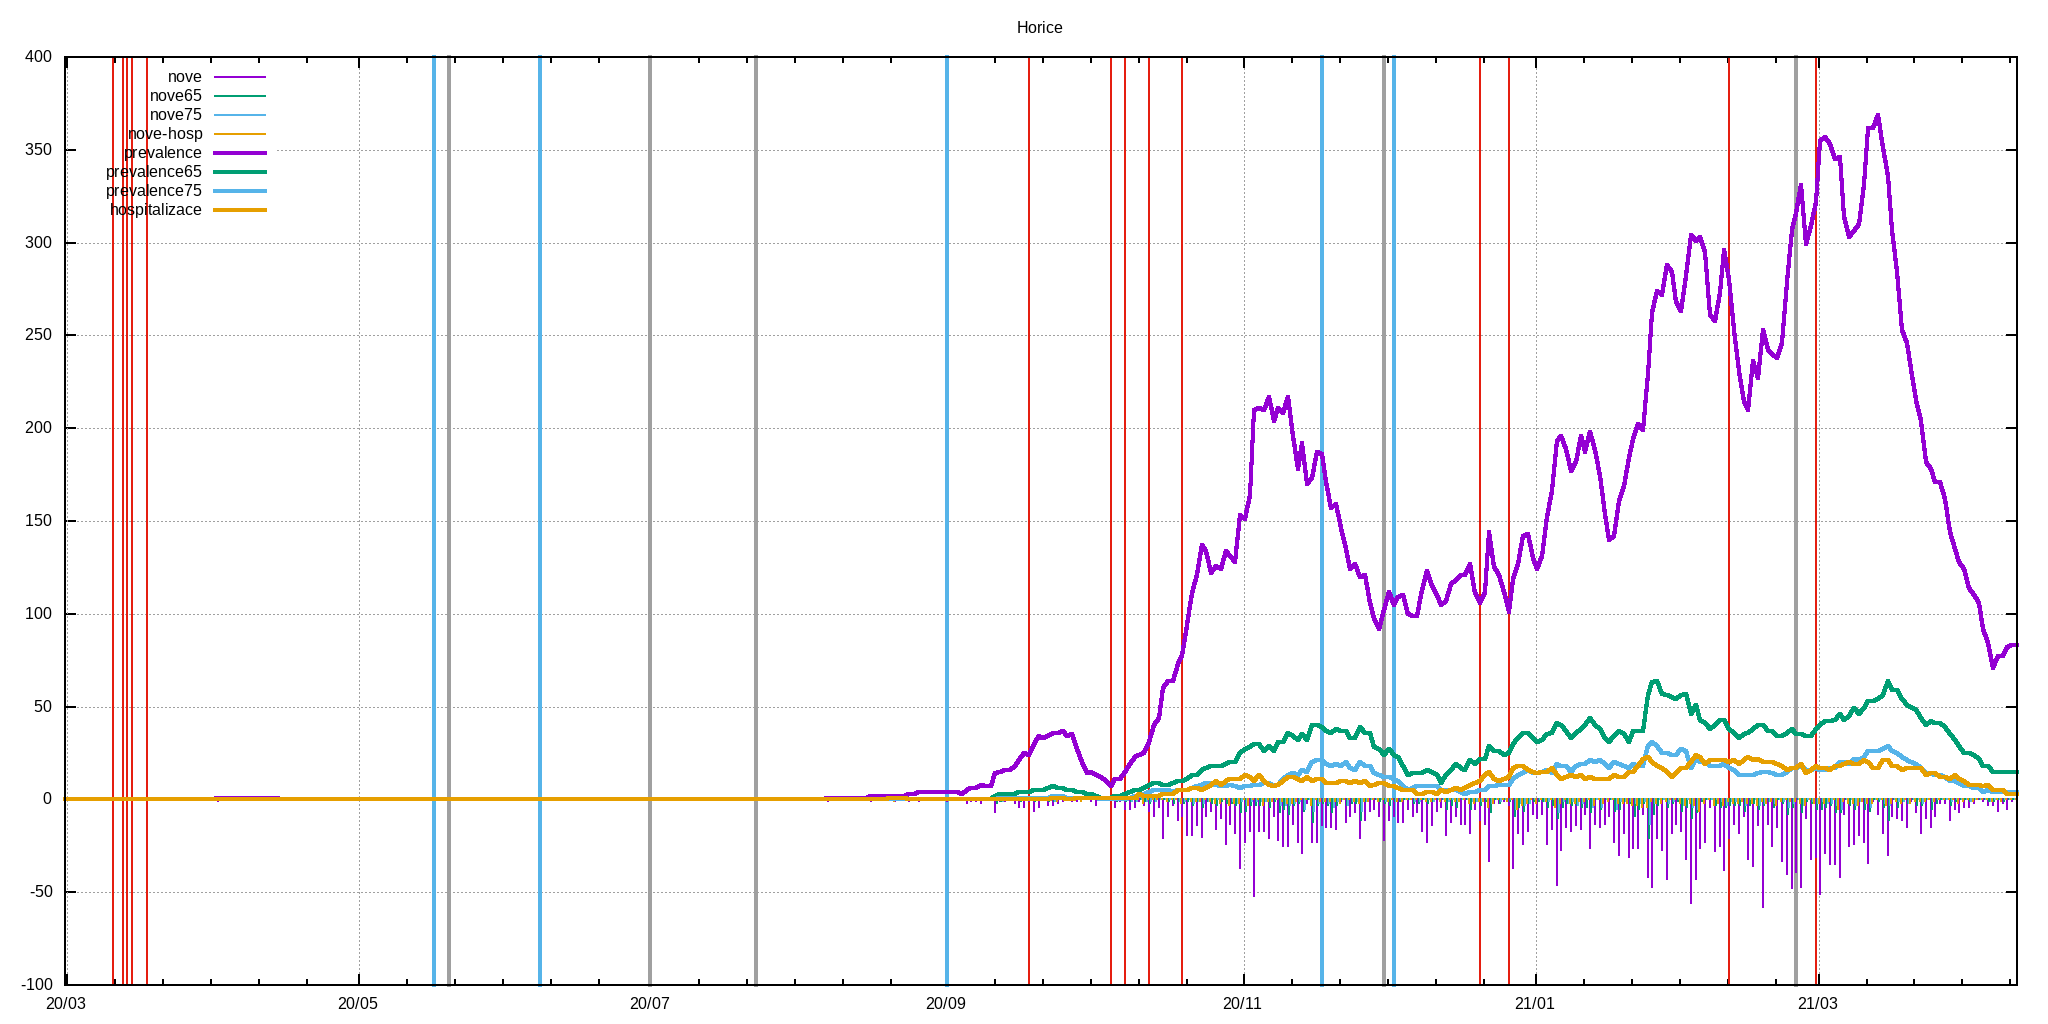 Horice
400
350
300
250
200
150
100
50
0
-50
-100
nove
nove65
nove75
nove-hosp
prevalence
prevalence65
prevalence75
hospitalizace
20/03 20/05 20/07 20/09 20/11 21/01 21/03